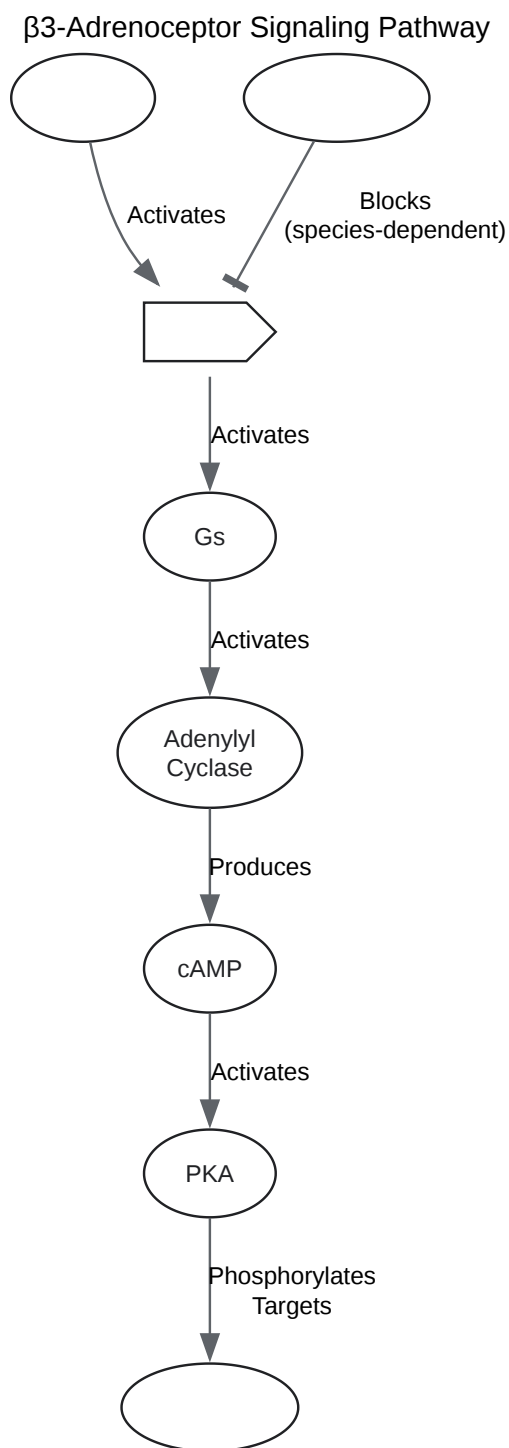 β3-Adrenoceptor Signaling Pathway
Activates
Blocks
(species-dependent)
Activates
Gs
Activates
Adenylyl
Cyclase
Produces
cAMP
Activates
PKA
Phosphorylates
Targets